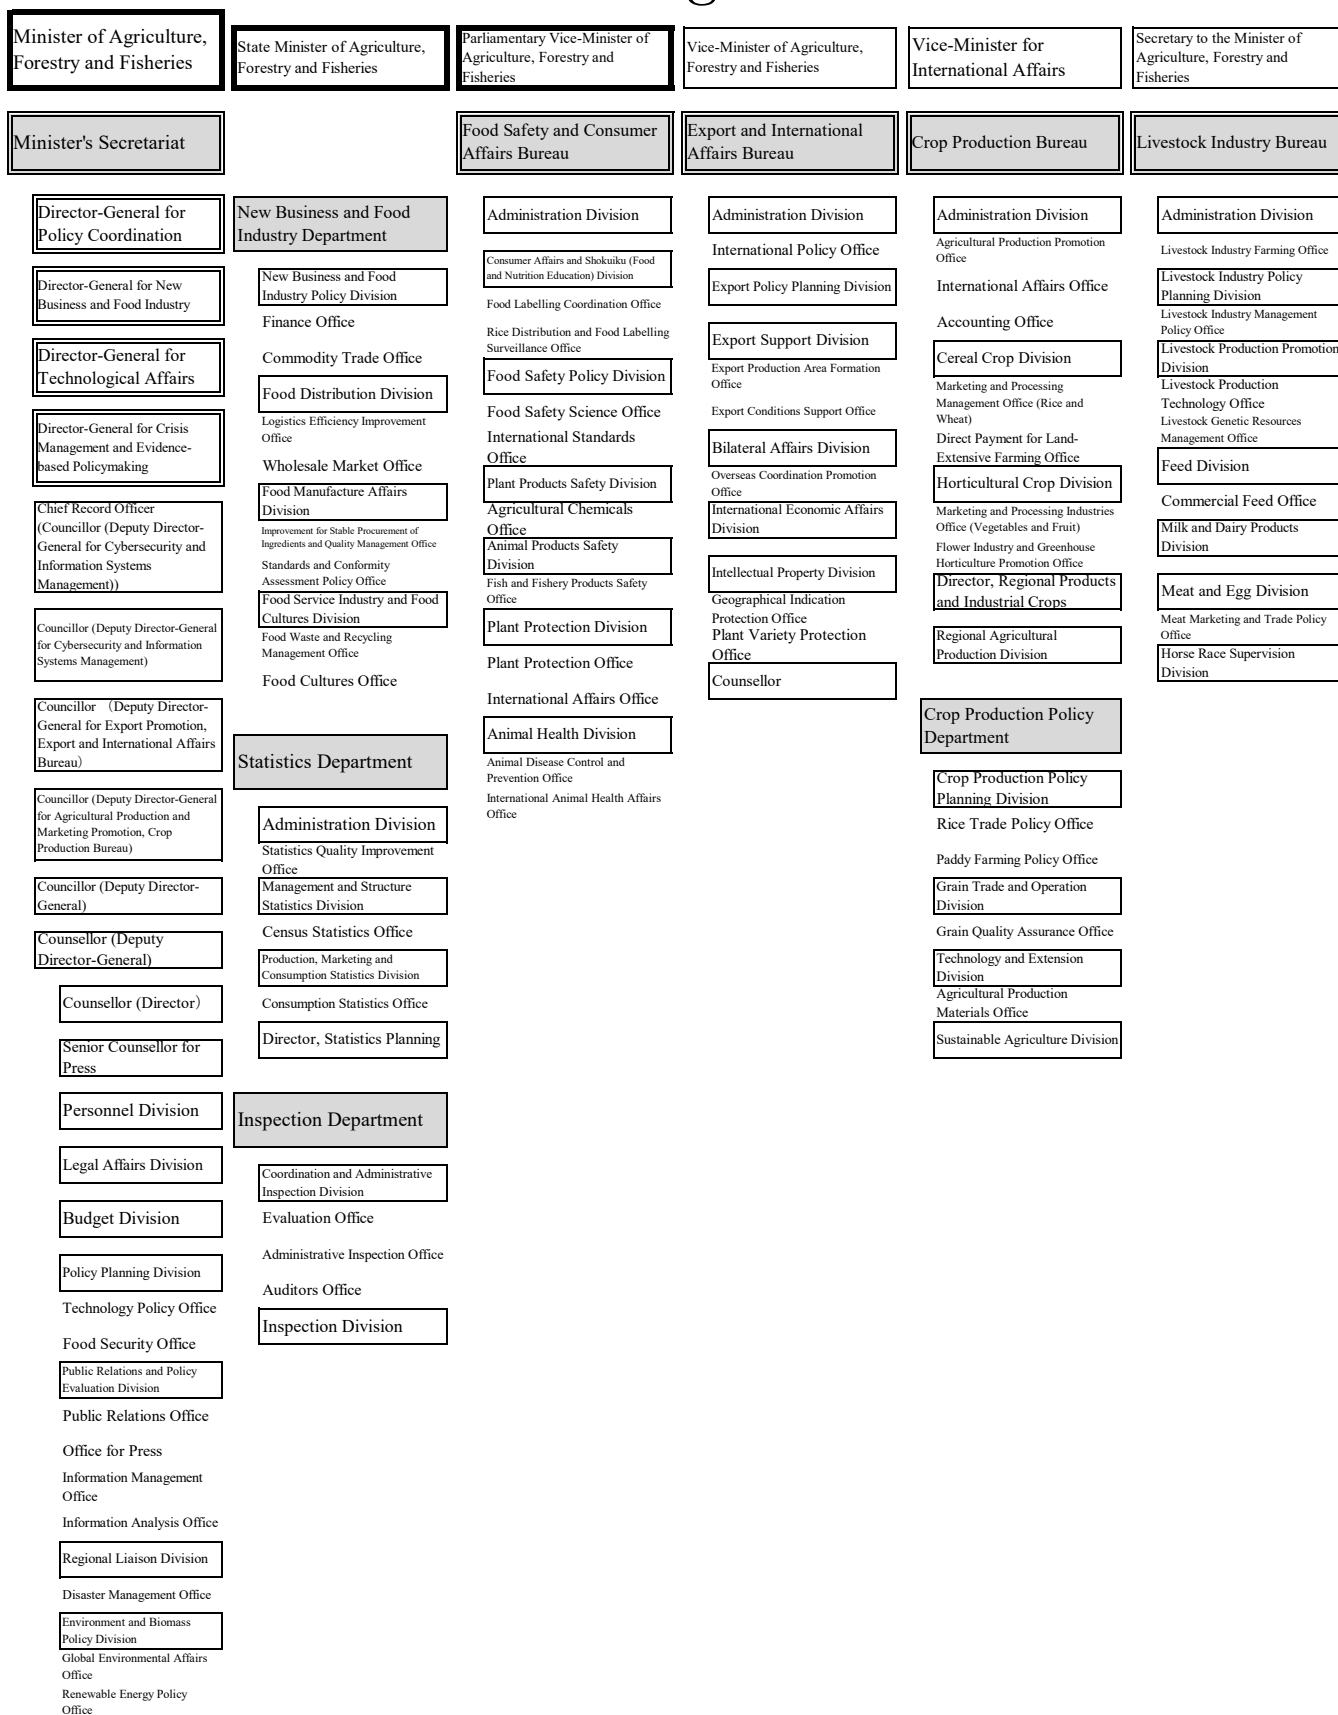 Minister of Agriculture,
Forestry and Fisheries
State Minister of Agriculture,
Forestry and Fisheries
Parliamentary Vice-Minister of
Agriculture, Forestry and
Fisheries
Vice-Minister of Agriculture,
Forestry and Fisheries
Vice-Minister for
International Affairs
Secretary to the Minister of
Agriculture, Forestry and
Fisheries
Minister's Secretariat
Food Safety and Consumer
Affairs Bureau
Export and International
Affairs Bureau
Crop Production Bureau
Livestock Industry Bureau
Director-General for
Policy Coordination
Director-General for New
Business and Food Industry
Director-General for
Technological Affairs
Director-General for Crisis
Management and Evidence-
based Policymaking
Chief Record Officer
(Councillor (Deputy Director-
General for Cybersecurity and
Information Systems
Management))
Councillor (Deputy Director-General
for Cybersecurity and Information
Systems Management)
Councillor （Deputy Director-
General for Export Promotion,
Export and International Affairs
Bureau）
Councillor (Deputy Director-General
for Agricultural Production and
Marketing Promotion, Crop
Production Bureau)
Councillor (Deputy Director-
General)
Counsellor (Deputy
Director-General)
Counsellor (Director）
Senior Counsellor for
Press
Personnel Division
Legal Affairs Division
Budget Division
Policy Planning Division
Technology Policy Office
Food Security Office
Public Relations and Policy
Evaluation Division
Public Relations Office
Office for Press
Information Management
Office
Information Analysis Office
Regional Liaison Division
Disaster Management Office
Environment and Biomass
Policy Division
Global Environmental Affairs
Office
Renewable Energy Policy
Office
New Business and Food
Industry Department
New Business and Food
Industry Policy Division
Finance Office
Commodity Trade Office
Food Distribution Division
Logistics Efficiency Improvement
Office
Wholesale Market Office
Food Manufacture Affairs
Division
Improvement for Stable Procurement of
Ingredients and Quality Management Office
Standards and Conformity
Assessment Policy Office
Food Service Industry and Food
Cultures Division
Food Waste and Recycling
Management Office
Food Cultures Office
Statistics Department
Administration Division
Statistics Quality Improvement
Office
Management and Structure
Statistics Division
Census Statistics Office
Production, Marketing and
Consumption Statistics Division
Consumption Statistics Office
Director, Statistics Planning
Inspection Department
Coordination and Administrative
Inspection Division
Evaluation Office
Administrative Inspection Office
Auditors Office
Inspection Division
Administration Division
Consumer Affairs and Shokuiku (Food
and Nutrition Education) Division
Food Labelling Coordination Office
Rice Distribution and Food Labelling
Surveillance Office
Food Safety Policy Division
Food Safety Science Office
International Standards
Office
Plant Products Safety Division
Agricultural Chemicals
Office
Animal Products Safety
Division
Fish and Fishery Products Safety
Office
Plant Protection Division
Plant Protection Office
International Affairs Office
Animal Health Division
Animal Disease Control and
Prevention Office
International Animal Health Affairs
Office
Administration Division
International Policy Office
Export Policy Planning Division
Export Support Division
Export Production Area Formation
Office
Export Conditions Support Office
Bilateral Affairs Division
Overseas Coordination Promotion
Office
International Economic Affairs
Division
Intellectual Property Division
Geographical Indication
Protection Office
Plant Variety Protection
Office
Counsellor
Administration Division
Agricultural Production Promotion
Office
International Affairs Office
Accounting Office
Cereal Crop Division
Marketing and Processing
Management Office (Rice and
Wheat)
Direct Payment for Land-
Extensive Farming Office
Horticultural Crop Division
Marketing and Processing Industries
Office (Vegetables and Fruit)
Flower Industry and Greenhouse
Horticulture Promotion Office
Director, Regional Products
and Industrial Crops
Regional Agricultural
Production Division
Crop Production Policy
Department
Crop Production Policy
Planning Division
Rice Trade Policy Office
Paddy Farming Policy Office
Grain Trade and Operation
Division
Grain Quality Assurance Office
Technology and Extension
Division
Agricultural Production
Materials Office
Sustainable Agriculture Division
Administration Division
Livestock Industry Farming Office
Livestock Industry Policy
Planning Division
Livestock Industry Management
Policy Office
Livestock Production Promotion
Division
Livestock Production
Technology Office
Livestock Genetic Resources
Management Office
Feed Division
Commercial Feed Office
Milk and Dairy Products
Division
Meat and Egg Division
Meat Marketing and Trade Policy
Office
Horse Race Supervision
Division